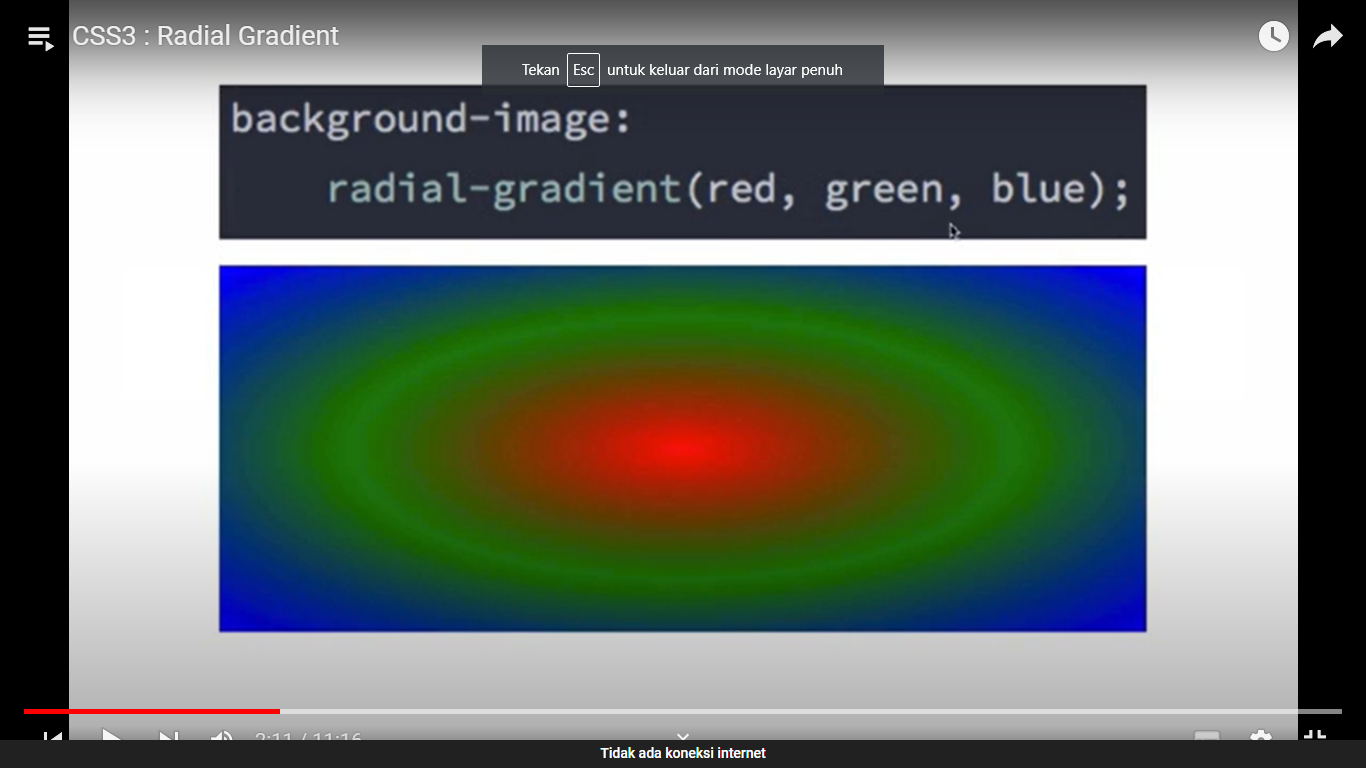 CSS3 : Radial Gradient
Tekan Esc untuk keluar dari mode layar penuh
background-image:
radial-gradient(red, green, blue);
2:11 / 11:16
Tidak ada koneksi internet